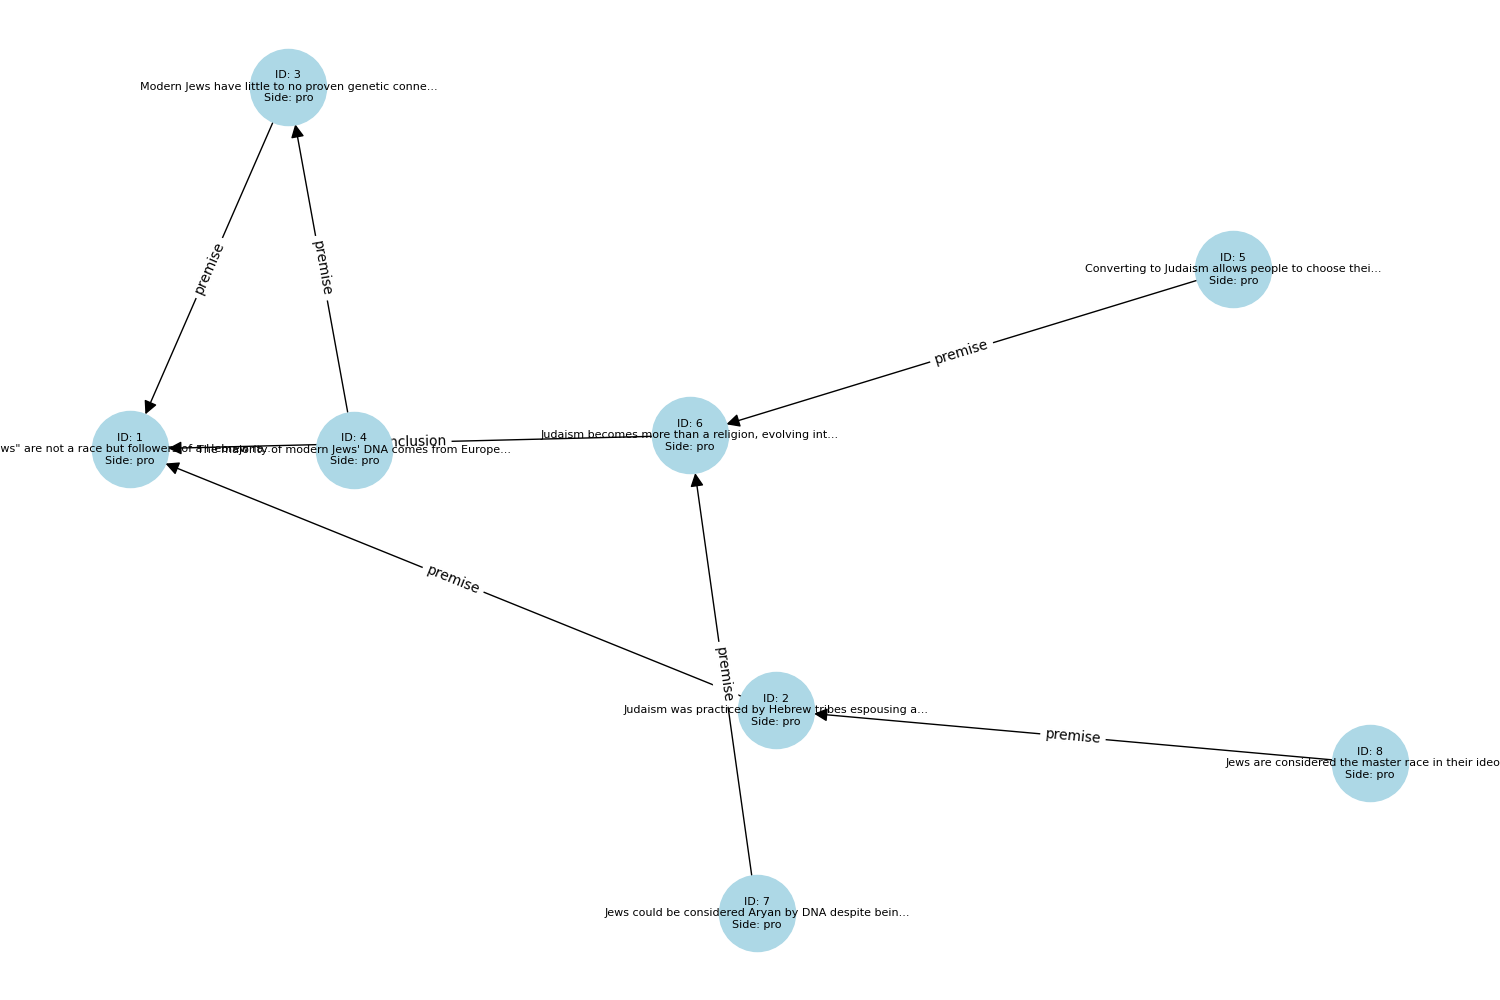 ID: 3
Modern Jews have little to no proven genetic conne...
Side: pro
premise
premise
ID: 5
Converting to Judaism allows people to choose thei...
Side: pro
premise
ID: 1
ws" are not a race but followers of a Hebrew
Side: pro
ID: 4
The majority of modern Jews' DNA comes from Europe...
Side: pro
nclusion
ID: 6
Judaism becomes more than a religion, evolving int...
Side: pro
premise
premise
ID: 2
Judaism was practiced by Hebrew tribes espousing a...
Side: pro
premise
ID: 8
Jews are considered the master race in their ideo
Side: pro
ID: 7
Jews could be considered Aryan by DNA despite bein...
Side: pro